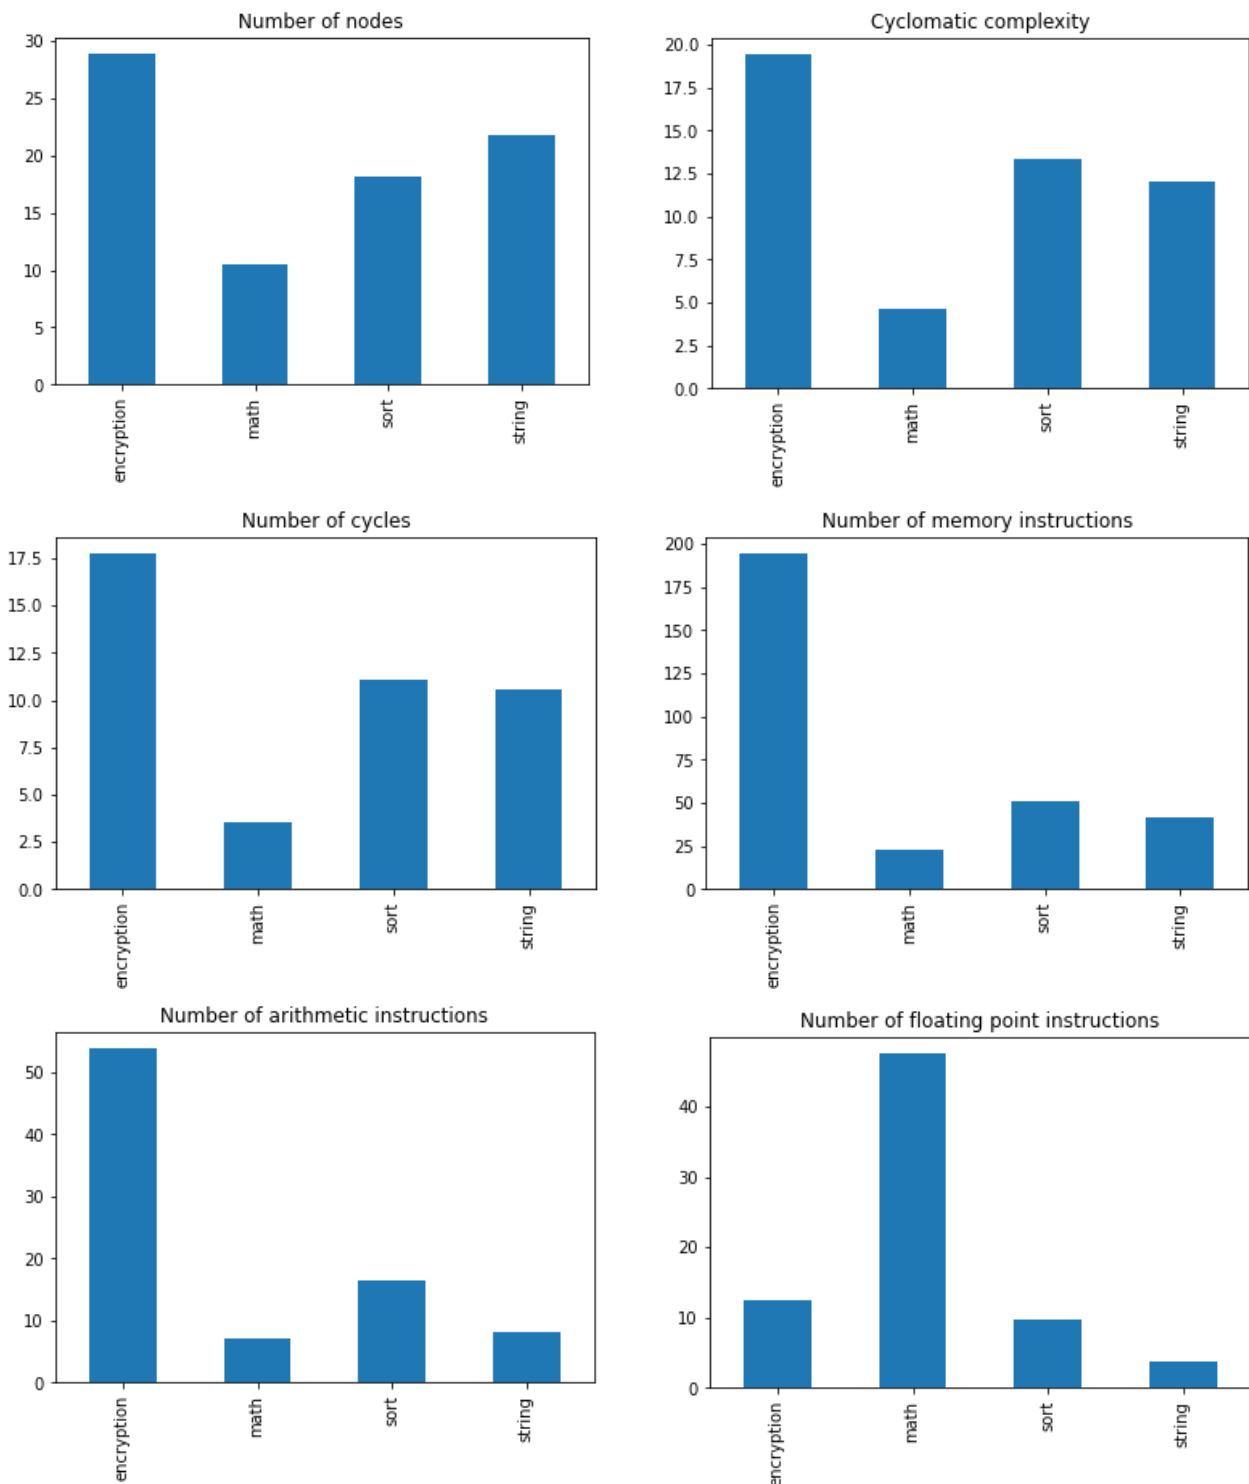 Number of nodes
30
25
20
15
10
5
0
encryption
math
sort
string
Cyclomatic complexity
20.0
17.5
15.0
12.5
10.0
7.5
5.0
2.5
0.0
encryption
math
sort
string
Number of cycles
17.5
15.0
12.5
10.0
7.5
5.0
2.5
0.0
encryption
math
sort
string
Number of memory instructions
200
175
150
125
100
75
50
25
0
encryption
math
sort
string
Number of arithmetic instructions
50
40
30
20
10
0
encryption
math
sort
string
Number of floating point instructions
40
30
20
10
0
encryption
math
sort
string